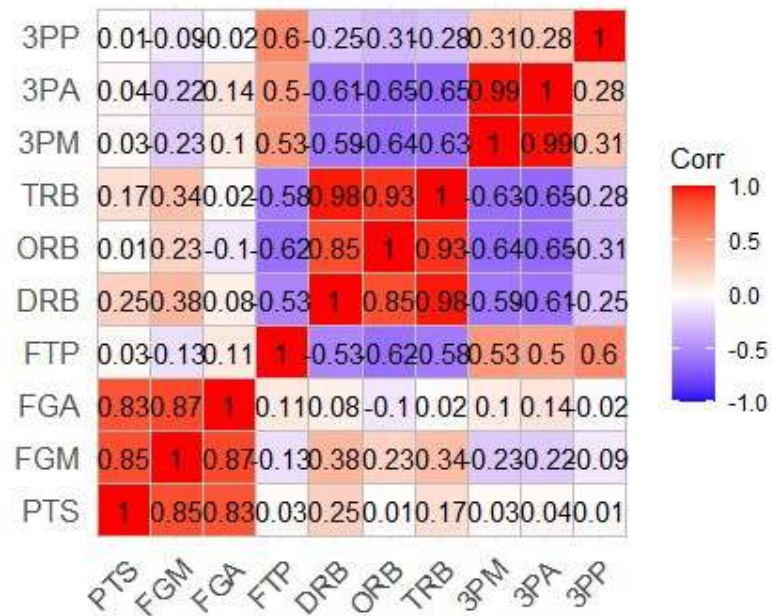 3PP 0.01 -0.09 -0.02 0.6 -0.25 -0.31 -0.28 0.31 0.28 1
3PA 0.04 -0.22 0.14 0.5 -0.61 -0.65 -0.65 0.99 1 0.28
3PM 0.03 -0.23 0.1 0.53 -0.59 -0.64 -0.63 1 0.99 0.31
TRB 0.17 0.34 0.02 -0.58 0.98 0.93 1 -0.63 -0.65 -0.28
ORB 0.01 0.23 -0.1 -0.62 0.85 1 0.93 -0.64 -0.65 -0.31
DRB 0.25 0.38 0.08 -0.53 1 0.85 0.98 -0.59 -0.61 -0.25
FTP 0.03 -0.13 0.11 1 -0.53 -0.62 -0.58 0.53 0.5 0.6
FGA 0.83 0.87 1 0.11 0.08 -0.1 0.02 0.1 0.14 -0.02
FGM 0.85 1 0.87 -0.13 0.38 0.23 0.34 -0.23 -0.22 -0.09
PTS 1 0.85 0.83 0.03 0.25 0.01 0.17 0.03 0.04 0.01
PTS FGM FGA FTP DRB ORB TRB 3PM 3PA 3PP
Corr
1.0
0.5
0.0
-0.5
-1.0